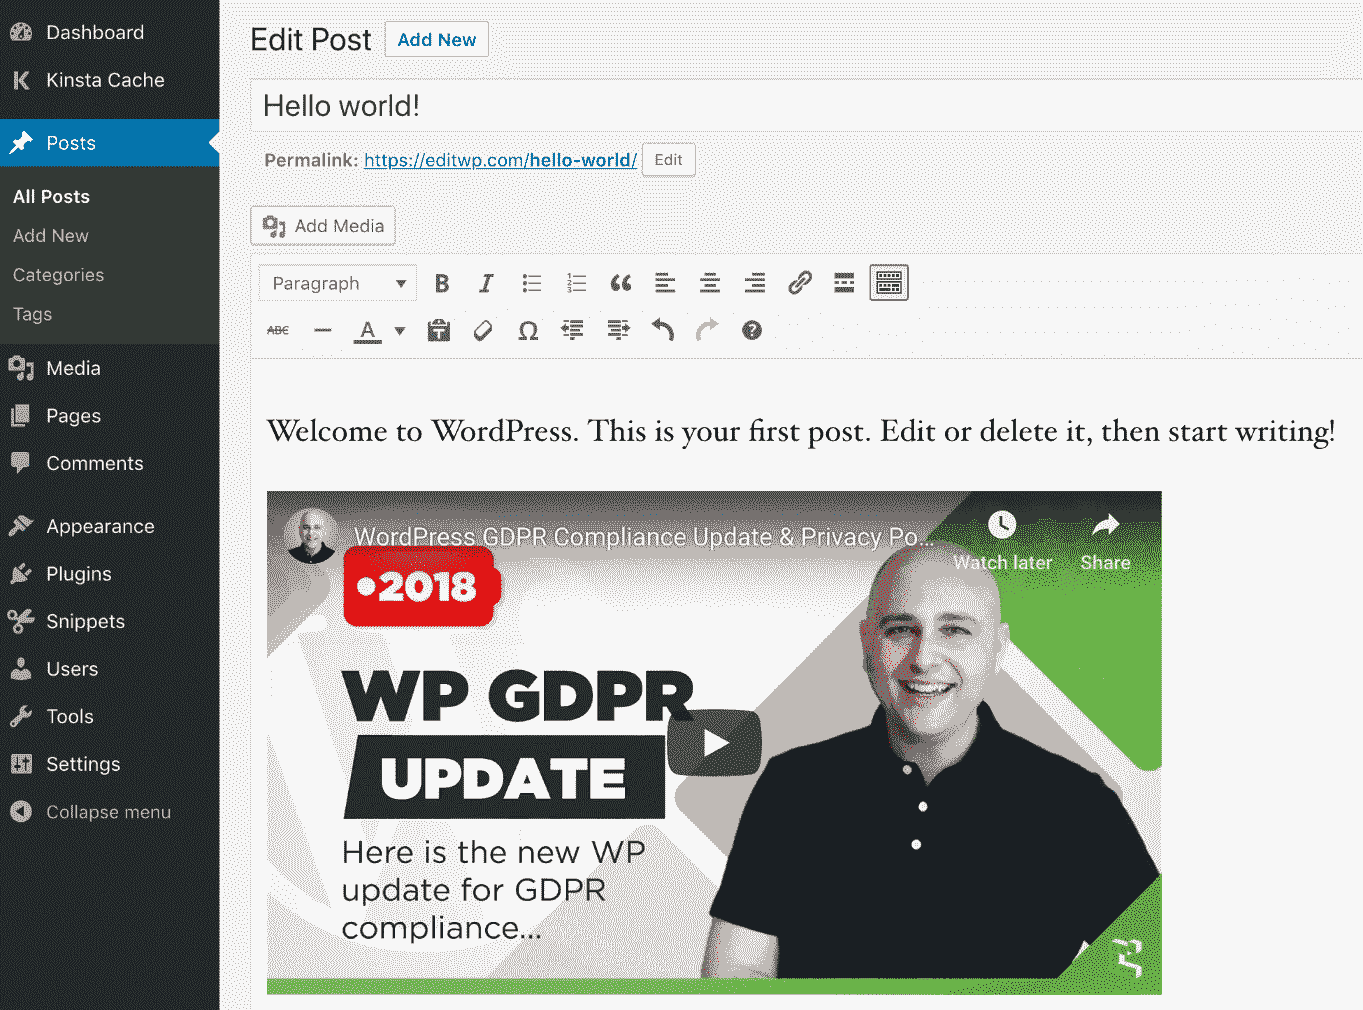 Dashboard
Kinsta Cache
Posts
All Posts
Add New
Categories
Tags
Media
Pages
Comments
Appearance
Plugins
Snippets
Users
Tools
Settings
Collapse menu
Edit Post Add New
Hello world!
Permalink: https://editwp.com/hello-world/ Edit
Add Media
Paragraph B I
ABC A Ω
Welcome to WordPress. This is your first post. Edit or delete it, then start writing!
WordPress GDPR Compliance Update & Privacy Po...
Watch later Share
2018
WP GDPR
UPDATE
Here is the new WP
update for GDPR
compliance...